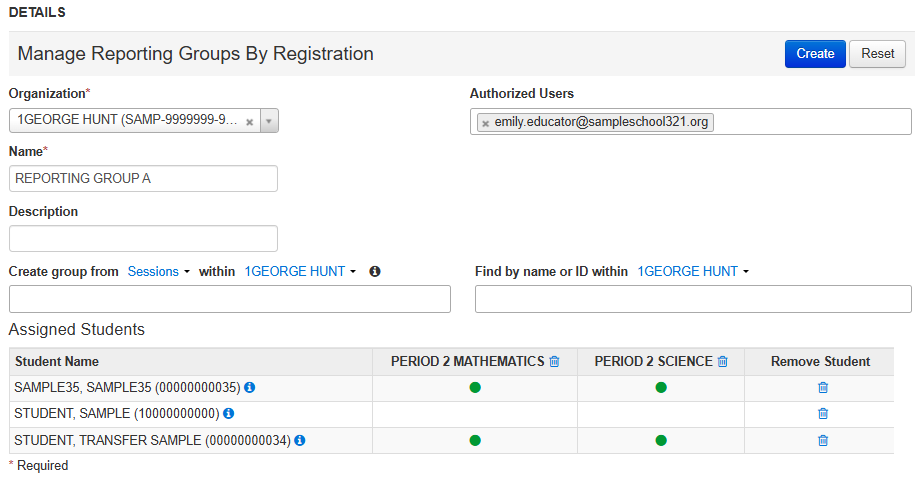 DETAILS
Manage Reporting Groups By Registration
Create
Reset
Organization*
1GEORGE HUNT (SAMP-9999999-9...
Authorized Users
emily.educator@sampleschool321.org
Name*
REPORTING GROUP A
Description
Create group from Sessions within 1GEORGE HUNT
Find by name or ID within 1GEORGE HUNT
Assigned Students
Student Name PERIOD 2 MATHEMATICS PERIOD 2 SCIENCE Remove Student
SAMPLE35, SAMPLE35 (00000000035)
STUDENT, SAMPLE (10000000000)
STUDENT, TRANSFER SAMPLE (00000000034)
* Required